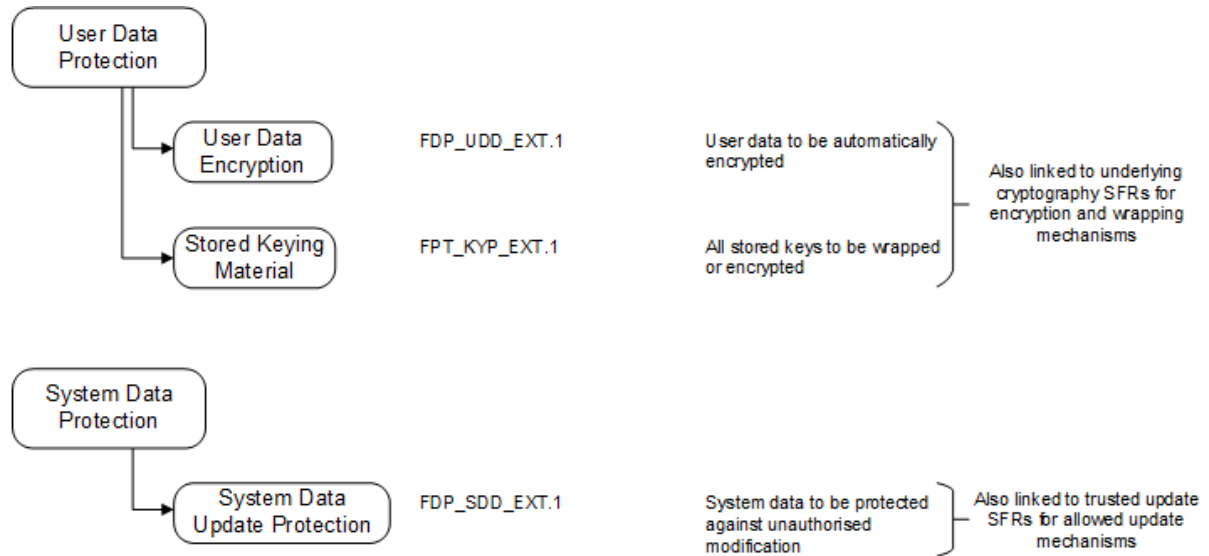 User Data
Protection
User Data
Encryption
FDP_UDD_EXT.1
User data to be automatically
encrypted
Stored Keying
Material
FPT_KYP_EXT.1
All stored keys to be wrapped
or encrypted
Also linked to underlying
cryptography SFRs for
encryption and wrapping
mechanisms
System Data
Protection
System Data
Update Protection
FDP_SDD_EXT.1
System data to be protected
against unauthorised
modification
Also linked to trusted update
SFRs for allowed update
mechanisms